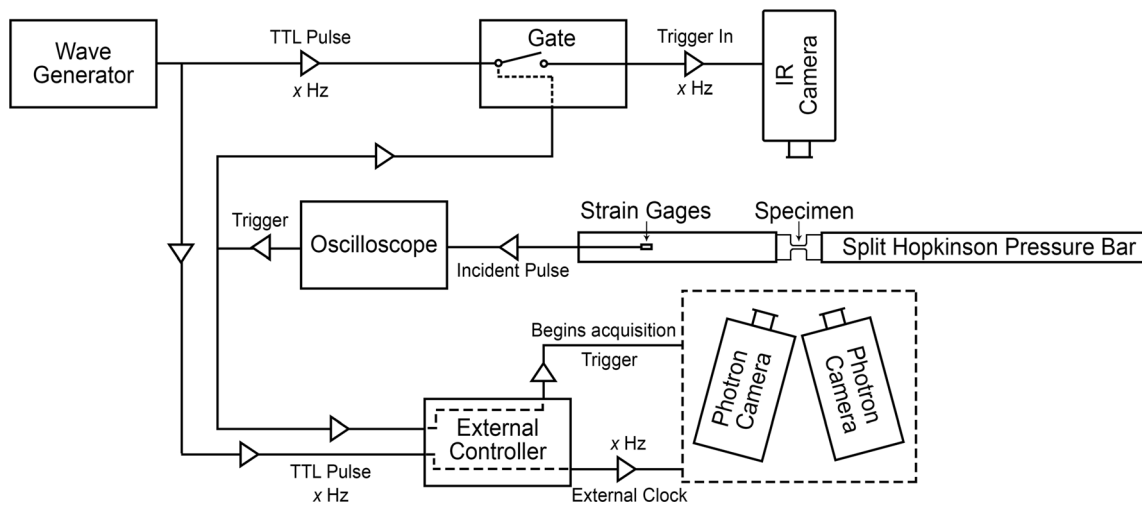 Wave
Generator
TTL Pulse
x Hz
Gate
Trigger In
x Hz
IR
Camera
Trigger
Oscilloscope
Incident Pulse
Strain Gages
Specimen
Split Hopkinson Pressure Bar
Begins acquisition
Trigger
Photron
Camera
Photron
Camera
External
Controller
TTL Pulse
x Hz
x Hz
External Clock